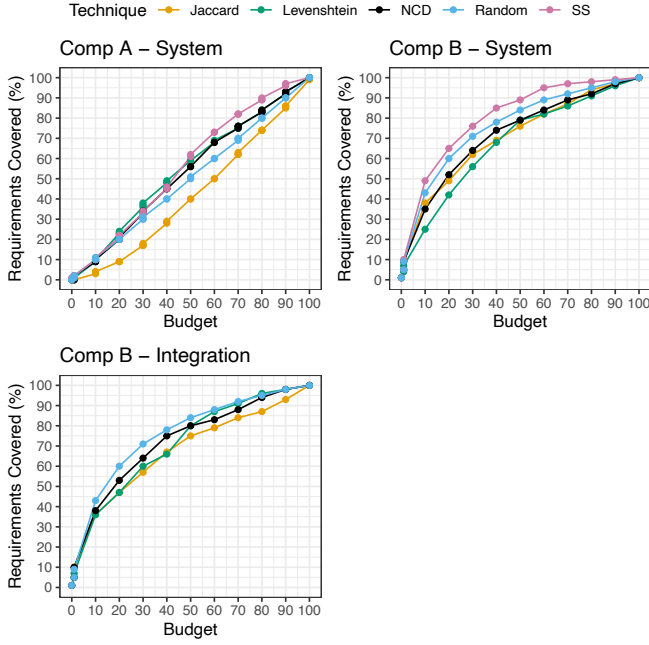 Technique Jaccard Levenshtein NCD Random SS
Comp A – System
Requirements Covered (%)
100
90
80
70
60
50
40
30
20
10
0
0 10 20 30 40 50 60 70 80 90 100
Budget
Comp B – System
Requirements Covered (%)
100
90
80
70
60
50
40
30
20
10
0
0 10 20 30 40 50 60 70 80 90 100
Budget
Comp B – Integration
Requirements Covered (%)
100
90
80
70
60
50
40
30
20
10
0
0 10 20 30 40 50 60 70 80 90 100
Budget